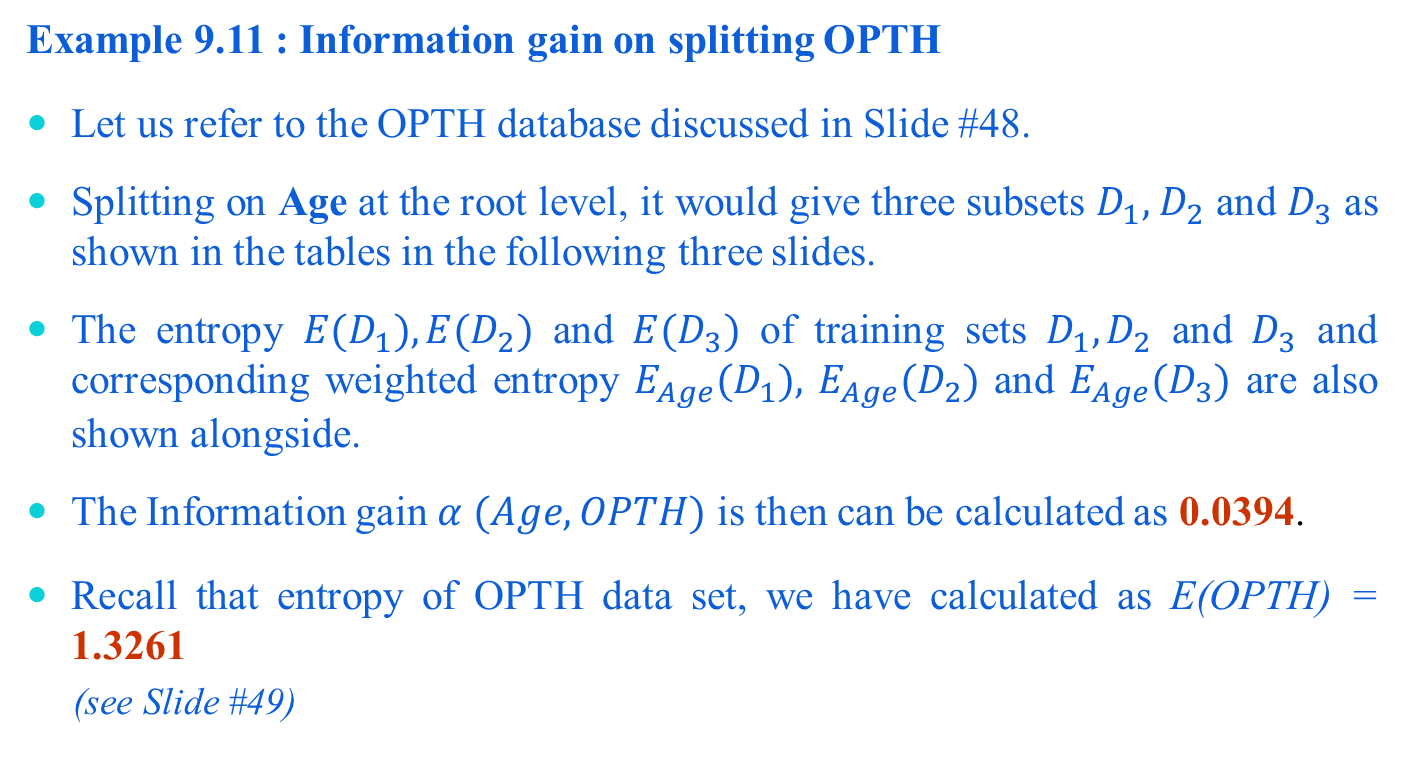 Example 9.11 : Information gain on splitting OPTH
• Let us refer to the OPTH database discussed in Slide #48.
• Splitting on Age at the root level, it would give three subsets D₁, D₂ and D₃ as
shown in the tables in the following three slides.
• The entropy E(D₁), E(D₂) and E(D₃) of training sets D₁, D₂ and D₃ and
corresponding weighted entropy E_Age(D₁), E_Age(D₂) and E_Age(D₃) are also
shown alongside.
• The Information gain α (Age, OPTH) is then can be calculated as 0.0394.
• Recall that entropy of OPTH data set, we have calculated as E(OPTH) =
1.3261
(see Slide #49)